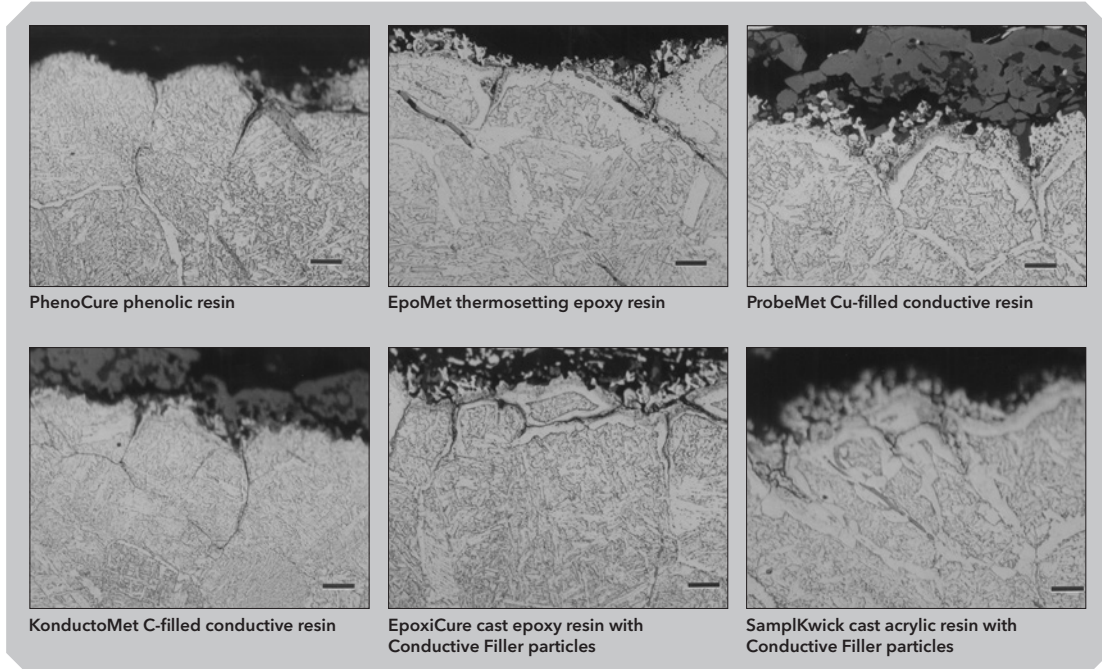 PhenoCure phenolic resin
EpoMet thermosetting epoxy resin
ProbeMet Cu-filled conductive resin
KonductoMet C-filled conductive resin
EpoxiCure cast epoxy resin with
Conductive Filler particles
SamplKwick cast acrylic resin with
Conductive Filler particles